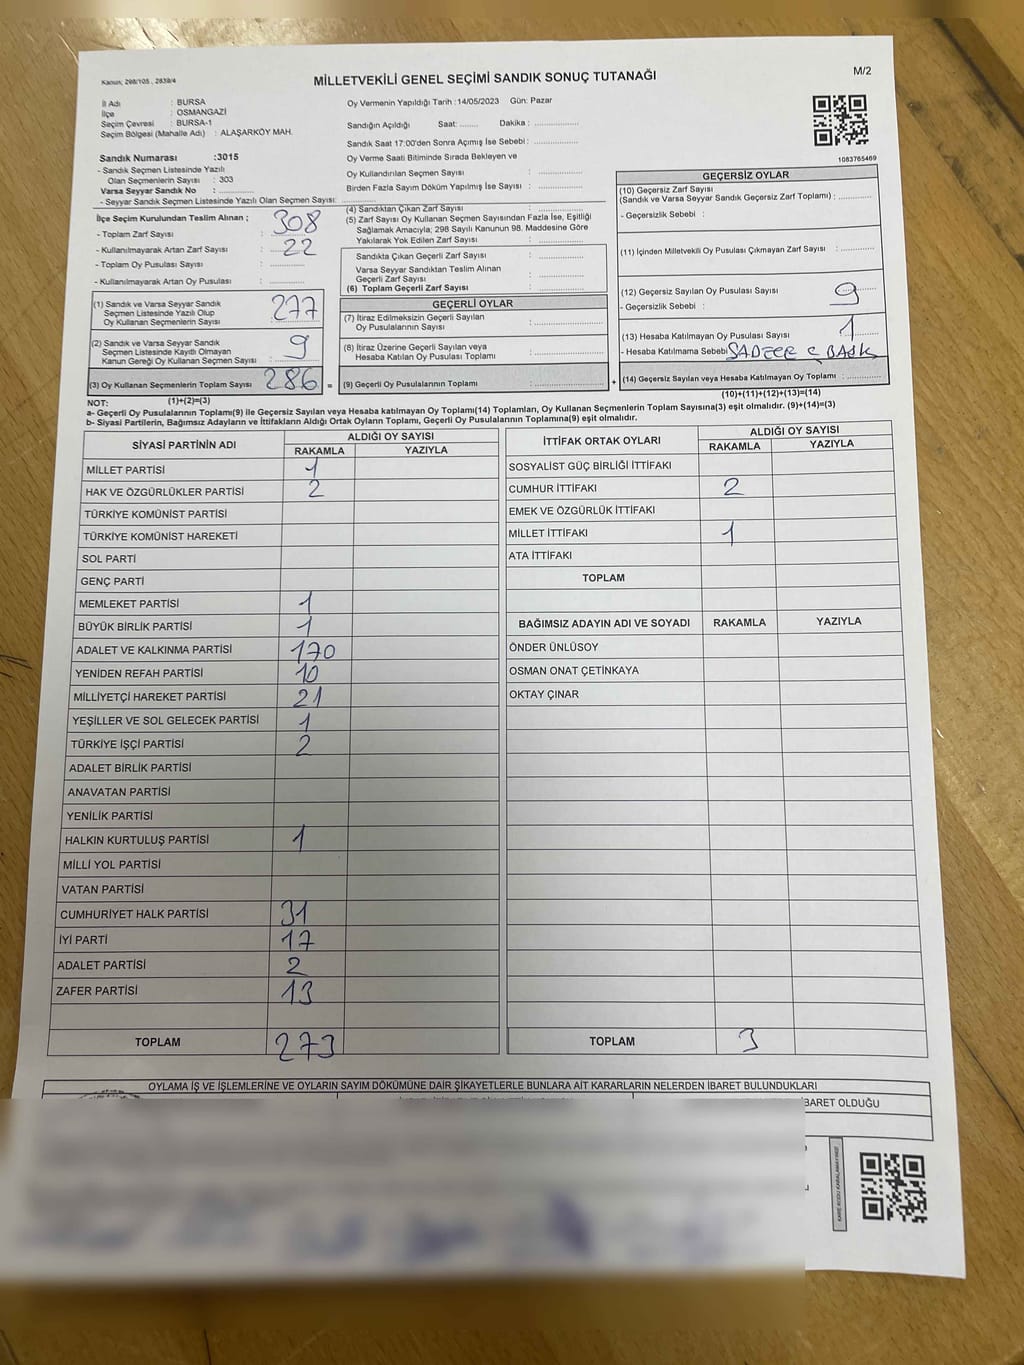 Kanun; 298/105 , 2839/4
MİLLETVEKİLİ GENEL SEÇİMİ SANDIK SONUÇ TUTANAĞI
M/2
İl Adı : BURSA
İlçe : OSMANGAZİ
Seçim Çevresi : BURSA-1
Seçim Bölgesi (Mahalle Adı) : ALAŞARKÖY MAH.
Sandık Numarası :3015
- Sandık Seçmen Listesinde Yazılı
Olan Seçmenlerin Sayısı : 303
Varsa Seyyar Sandık No : ..............
- Seyyar Sandık Seçmen Listesinde Yazılı Olan Seçmen Sayısı: ..............
Oy Vermenin Yapıldığı Tarih :14/05/2023 Gün: Pazar
Sandığın Açıldığı Saat: ........ Dakika : ..............
Sandık Saat 17:00'den Sonra Açımış İse Sebebi : ..............
Oy Verme Saati Bitiminde Sırada Bekleyen ve
Oy Kullandırılan Seçmen Sayısı : ..............
Birden Fazla Sayım Döküm Yapılmış İse Sayısı : ..............
1083765469
İlçe Seçim Kurulundan Teslim Alınan ;
- Toplam Zarf Sayısı : 308
- Kullanılmayarak Artan Zarf Sayısı : 22
- Toplam Oy Pusulası Sayısı : ..............
- Kullanılmayarak Artan Oy Pusulası : ..............
(4) Sandıktan Çıkan Zarf Sayısı : ..............
(5) Zarf Sayısı Oy Kullanan Seçmen Sayısından Fazla İse, Eşitliği
Sağlamak Amacıyla; 298 Sayılı Kanunun 98. Maddesine Göre
Yakılarak Yok Edilen Zarf Sayısı : ..............
Sandıkta Çıkan Geçerli Zarf Sayısı : ..............
Varsa Seyyar Sandıktan Teslim Alınan
Geçerli Zarf Sayısı : ..............
(6) Toplam Geçerli Zarf Sayısı : ..............
GEÇERSİZ OYLAR
(10) Geçersiz Zarf Sayısı
(Sandık ve Varsa Seyyar Sandık Geçersiz Zarf Toplamı) : ..............
- Geçersizlik Sebebi :
(11) İçinden Milletvekili Oy Pusulası Çıkmayan Zarf Sayısı : ..............
(12) Geçersiz Sayılan Oy Pusulası Sayısı : 9
- Geçersizlik Sebebi :
(13) Hesaba Katılmayan Oy Pusulası Sayısı : 1
- Hesaba Katılmama Sebebi : SADECE
(14) Geçersiz Sayılan veya Hesaba Katılmayan Oy Toplamı : ..............
(10)+(11)+(12)+(13)=(14)
(1) Sandık ve Varsa Seyyar Sandık
Seçmen Listesinde Yazılı Olup
Oy Kullanan Seçmenlerin Sayısı : 277
(2) Sandık ve Varsa Seyyar Sandık
Seçmen Listesinde Kayıtlı Olmayan
Kanun Gereği Oy Kullanan Seçmen Sayısı : 9
(3) Oy Kullanan Seçmenlerin Toplam Sayısı : 286 =
(1)+(2)=(3)
GEÇERLİ OYLAR
(7) İtiraz Edilmeksizin Geçerli Sayılan
Oy Pusulalarının Sayısı : ..............
(8) İtiraz Üzerine Geçerli Sayılan veya
Hesaba Katılan Oy Pusulası Toplamı : ..............
(9) Geçerli Oy Pusulalarının Toplamı : .............. +
NOT:
a- Geçerli Oy Pusulalarının Toplamı(9) ile Geçersiz Sayılan veya Hesaba katılmayan Oy Toplamı(14) Toplamları, Oy Kullanan Seçmenlerin Toplam Sayısına(3) eşit olmalıdır. (9)+(14)=(3)
b- Siyasi Partilerin, Bağımsız Adayların ve İttifakların Aldığı Ortak Oyların Toplamı, Geçerli Oy Pusulalarının Toplamına(9) eşit olmalıdır.
SİYASİ PARTİNİN ADI ALDIĞI OY SAYISI
RAKAMLA YAZIYLA
MİLLET PARTİSİ 1
HAK VE ÖZGÜRLÜKLER PARTİSİ 2
TÜRKİYE KOMÜNİST PARTİSİ
TÜRKİYE KOMÜNİST HAREKETİ
SOL PARTİ
GENÇ PARTİ
MEMLEKET PARTİSİ 1
BÜYÜK BİRLİK PARTİSİ 1
ADALET VE KALKINMA PARTİSİ 170
YENİDEN REFAH PARTİSİ 10
MİLLİYETÇİ HAREKET PARTİSİ 21
YEŞİLLER VE SOL GELECEK PARTİSİ 1
TÜRKİYE İŞÇİ PARTİSİ 2
ADALET BİRLİK PARTİSİ
ANAVATAN PARTİSİ
YENİLİK PARTİSİ
HALKIN KURTULUŞ PARTİSİ 1
MİLLİ YOL PARTİSİ
VATAN PARTİSİ
CUMHURİYET HALK PARTİSİ 31
İYİ PARTİ 17
ADALET PARTİSİ 2
ZAFER PARTİSİ 13
TOPLAM 273
İTTİFAK ORTAK OYLARI ALDIĞI OY SAYISI
RAKAMLA YAZIYLA
SOSYALİST GÜÇ BİRLİĞİ İTTİFAKI
CUMHUR İTTİFAKI 2
EMEK VE ÖZGÜRLÜK İTTİFAKI
MİLLET İTTİFAKI 1
ATA İTTİFAKI
TOPLAM
BAĞIMSIZ ADAYIN ADI VE SOYADI RAKAMLA YAZIYLA
ÖNDER ÜNLÜSOY
OSMAN ONAT ÇETİNKAYA
OKTAY ÇINAR
TOPLAM 3
OYLAMA İŞ VE İŞLEMLERİNE VE OYLARIN SAYIM DÖKÜMÜNE DAİR ŞİKAYETLERLE BUNLARA AİT KARARLARIN NELERDEN İBARET BULUNDUKLARI
İBARET OLDUĞU